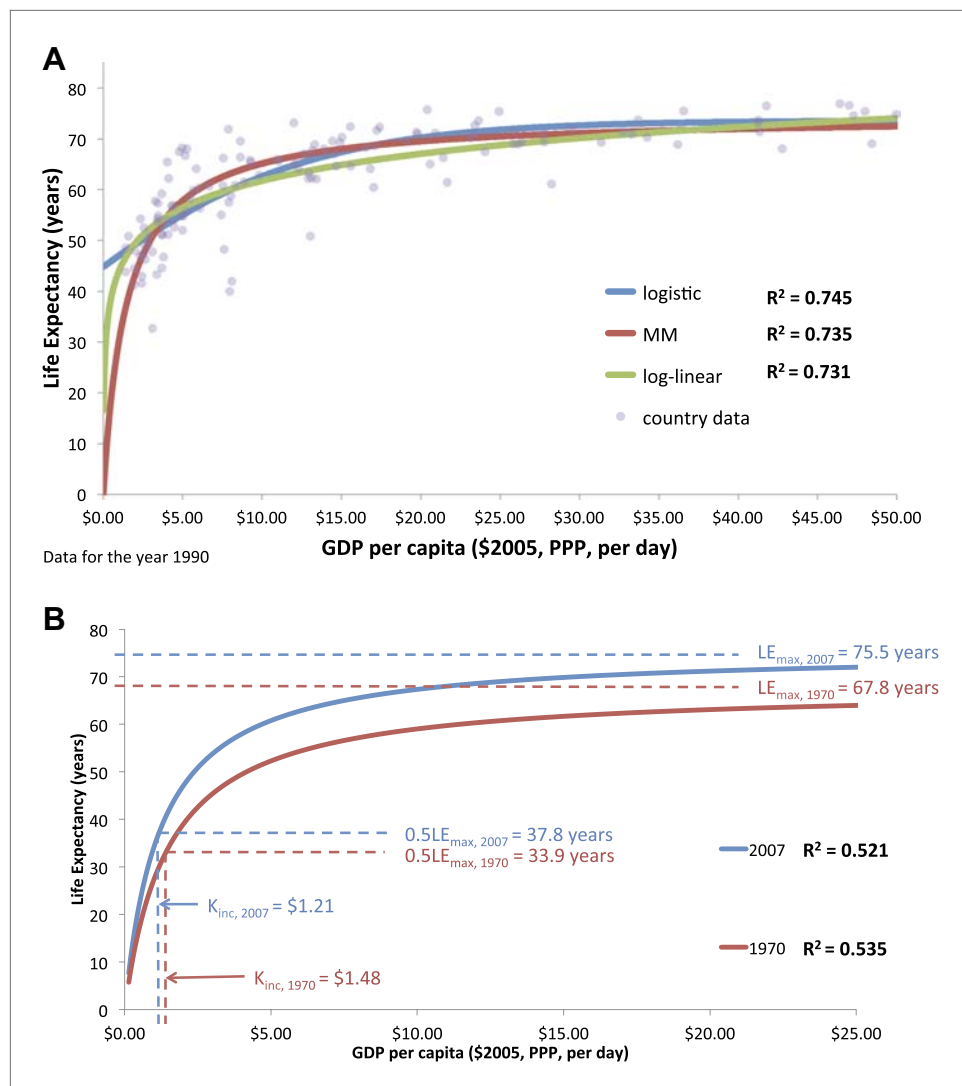 A
Life Expectancy (years)
80
70
60
50
40
30
20
10
0
logistic R² = 0.745
MM R² = 0.735
log-linear R² = 0.731
country data
$0.00 $5.00 $10.00 $15.00 $20.00 $25.00 $30.00 $35.00 $40.00 $45.00 $50.00
GDP per capita ($2005, PPP, per day)
Data for the year 1990
B
Life Expectancy (years)
80
70
60
50
40
30
20
10
0
LEmax, 2007 = 75.5 years
LEmax, 1970 = 67.8 years
0.5LEmax, 2007 = 37.8 years
0.5LEmax, 1970 = 33.9 years
2007 R² = 0.521
Kinc, 2007 = $1.21
1970 R² = 0.535
Kinc, 1970 = $1.48
$0.00 $5.00 $10.00 $15.00 $20.00 $25.00
GDP per capita ($2005, PPP, per day)